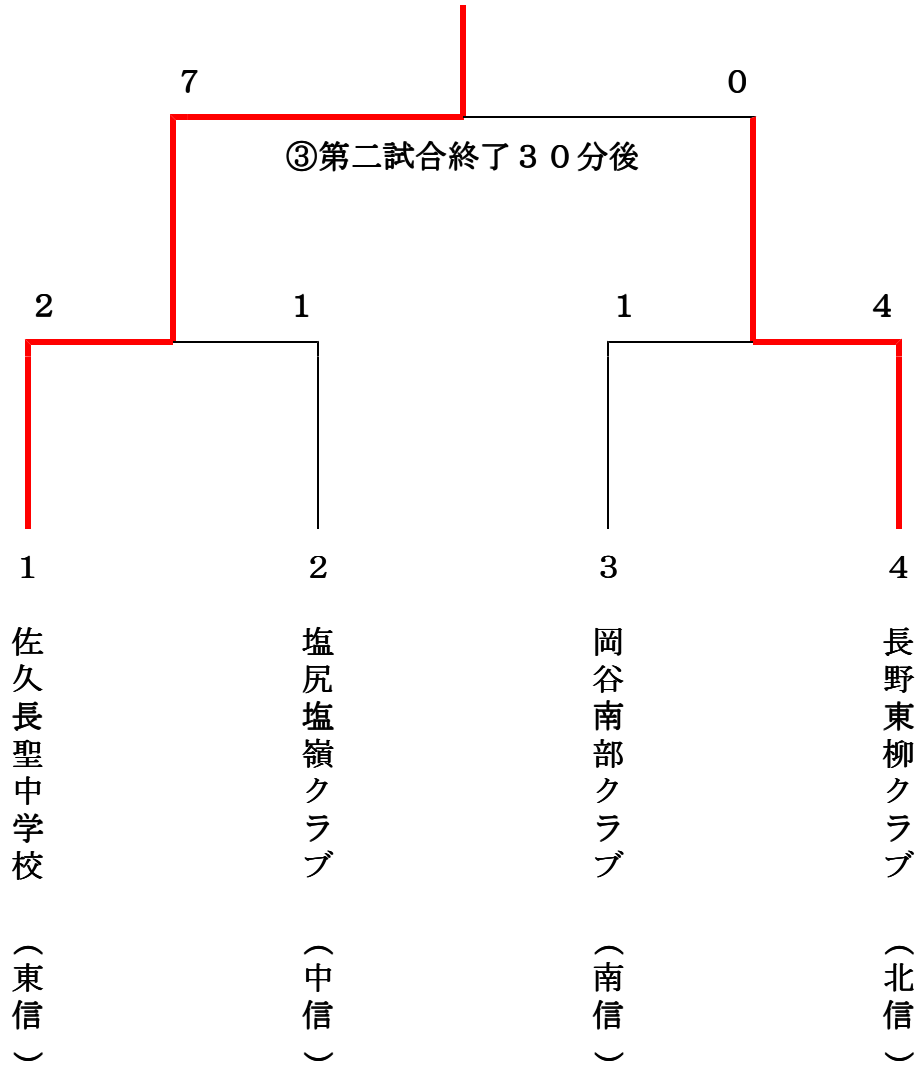 ７
０
③第二試合終了３０分後
２
１
１
４
１
２
３
４
佐久長聖中学校（東信）
塩尻塩嶺クラブ（中信）
岡谷南部クラブ（南信）
長野東柳クラブ（北信）